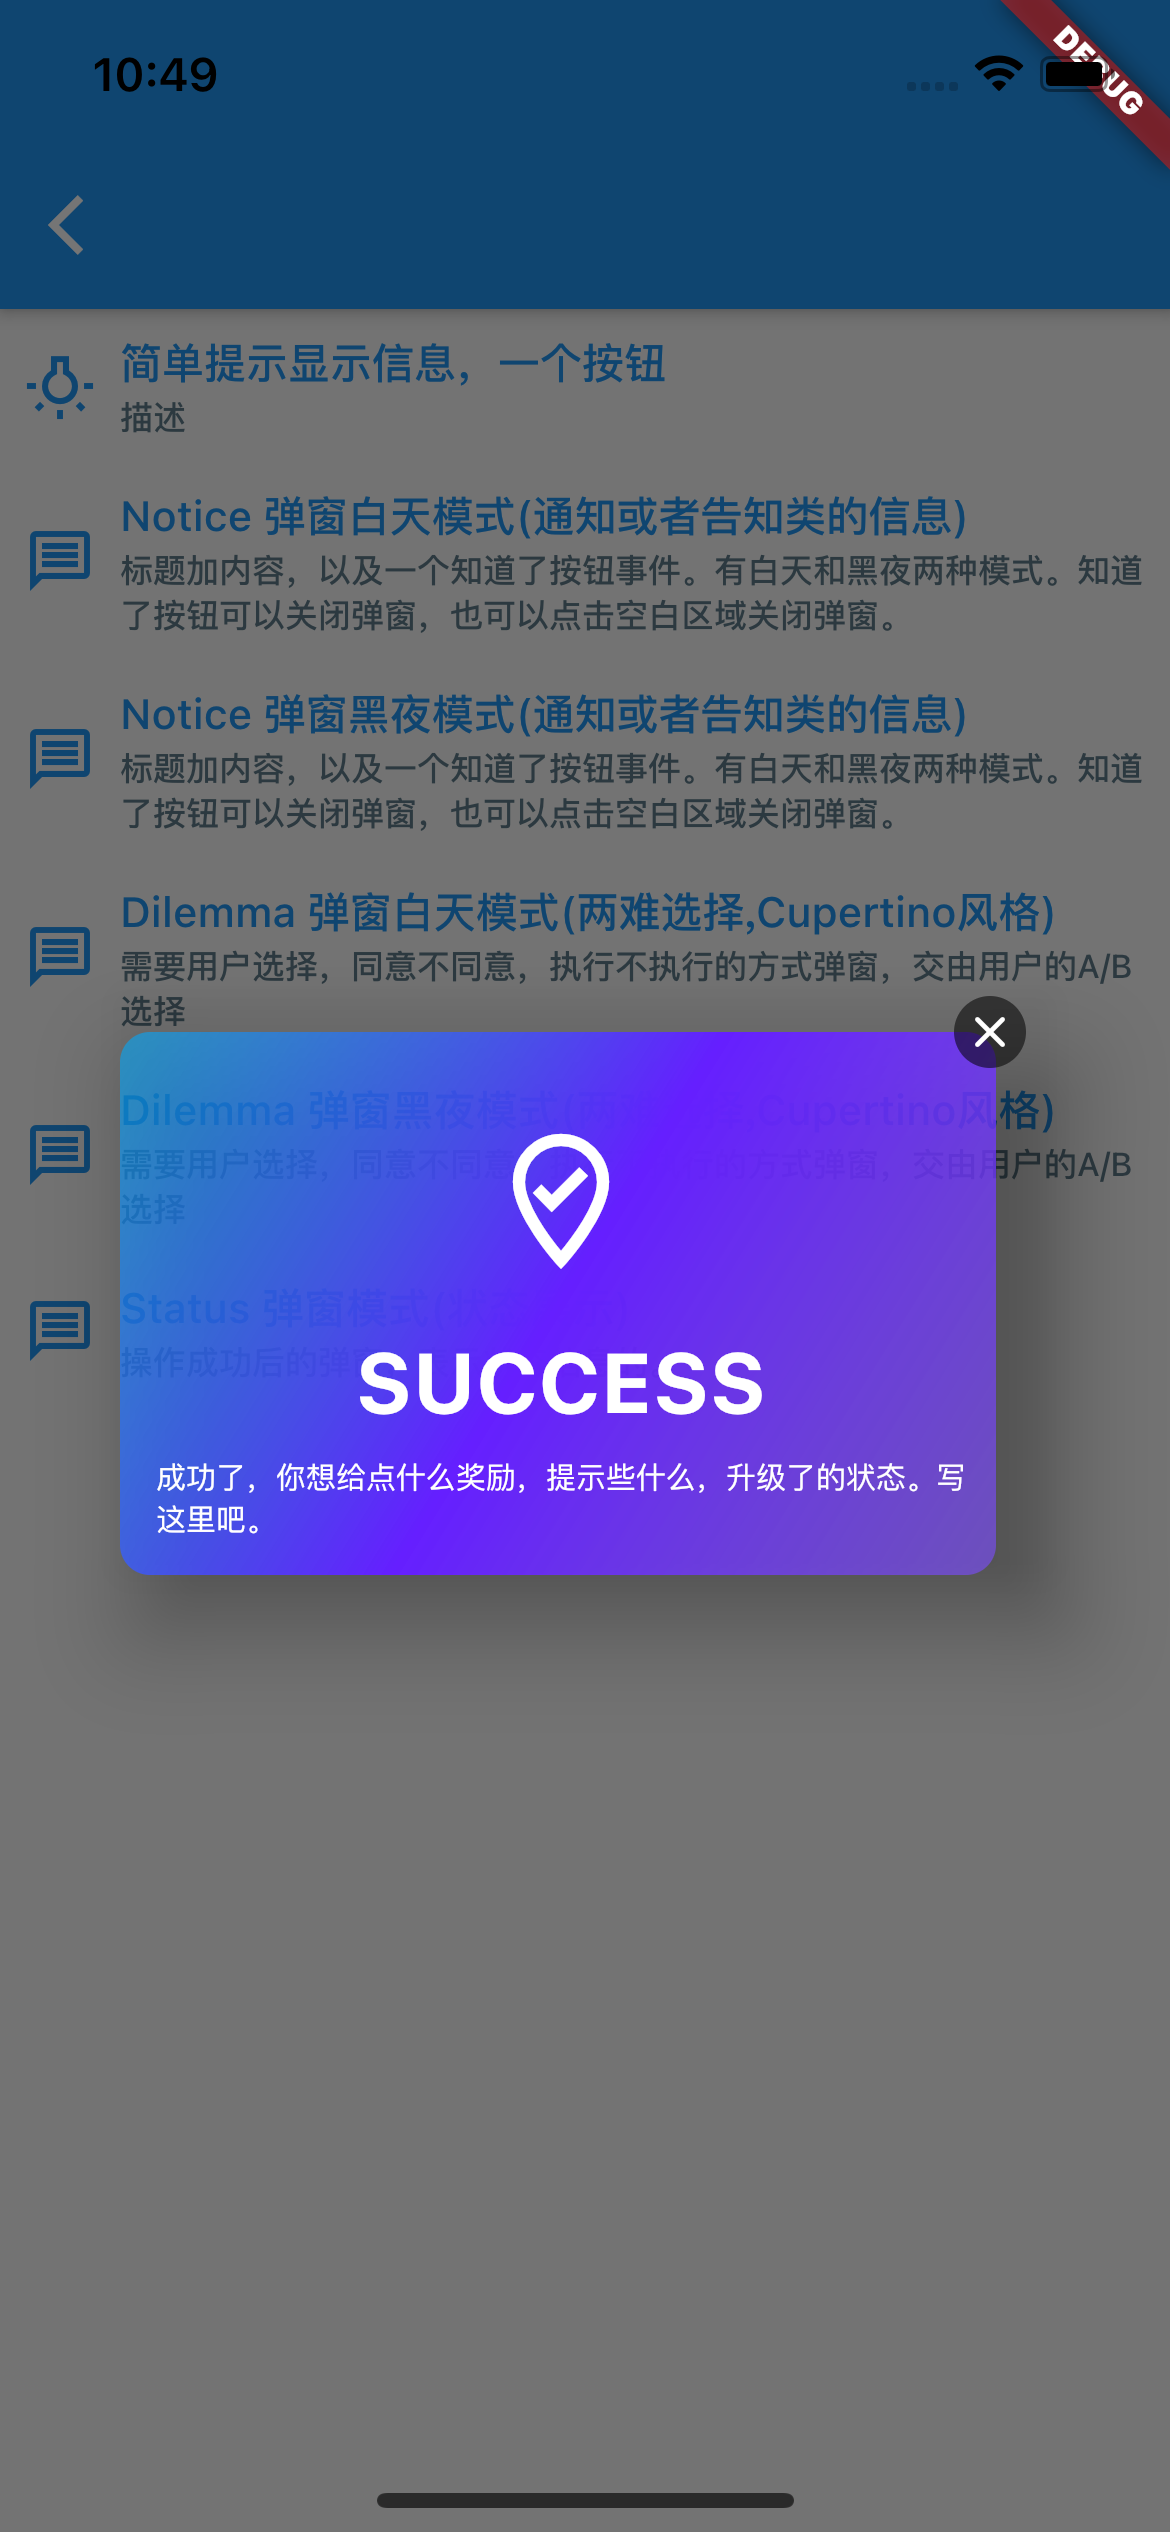 10:49
DEBUG
简单提示显示信息，一个按钮
描述
Notice 弹窗白天模式(通知或者告知类的信息)
标题加内容，以及一个知道了按钮事件。有白天和黑夜两种模式。知道
了按钮可以关闭弹窗，也可以点击空白区域关闭弹窗。
Notice 弹窗黑夜模式(通知或者告知类的信息)
标题加内容，以及一个知道了按钮事件。有白天和黑夜两种模式。知道
了按钮可以关闭弹窗，也可以点击空白区域关闭弹窗。
Dilemma 弹窗白天模式(两难选择,Cupertino风格)
需要用户选择，同意不同意，执行不执行的方式弹窗，交由用户的A/B
选择
Dilemma 弹窗黑夜模式(两 Cupertino风格)
需要用户选择，同意不同意 行的方式弹窗，交由用户的A/B
选择
Status 弹窗模式(状
操作成功后的弹
SUCCESS
成功了，你想给点什么奖励，提示些什么，升级了的状态。写
这里吧。